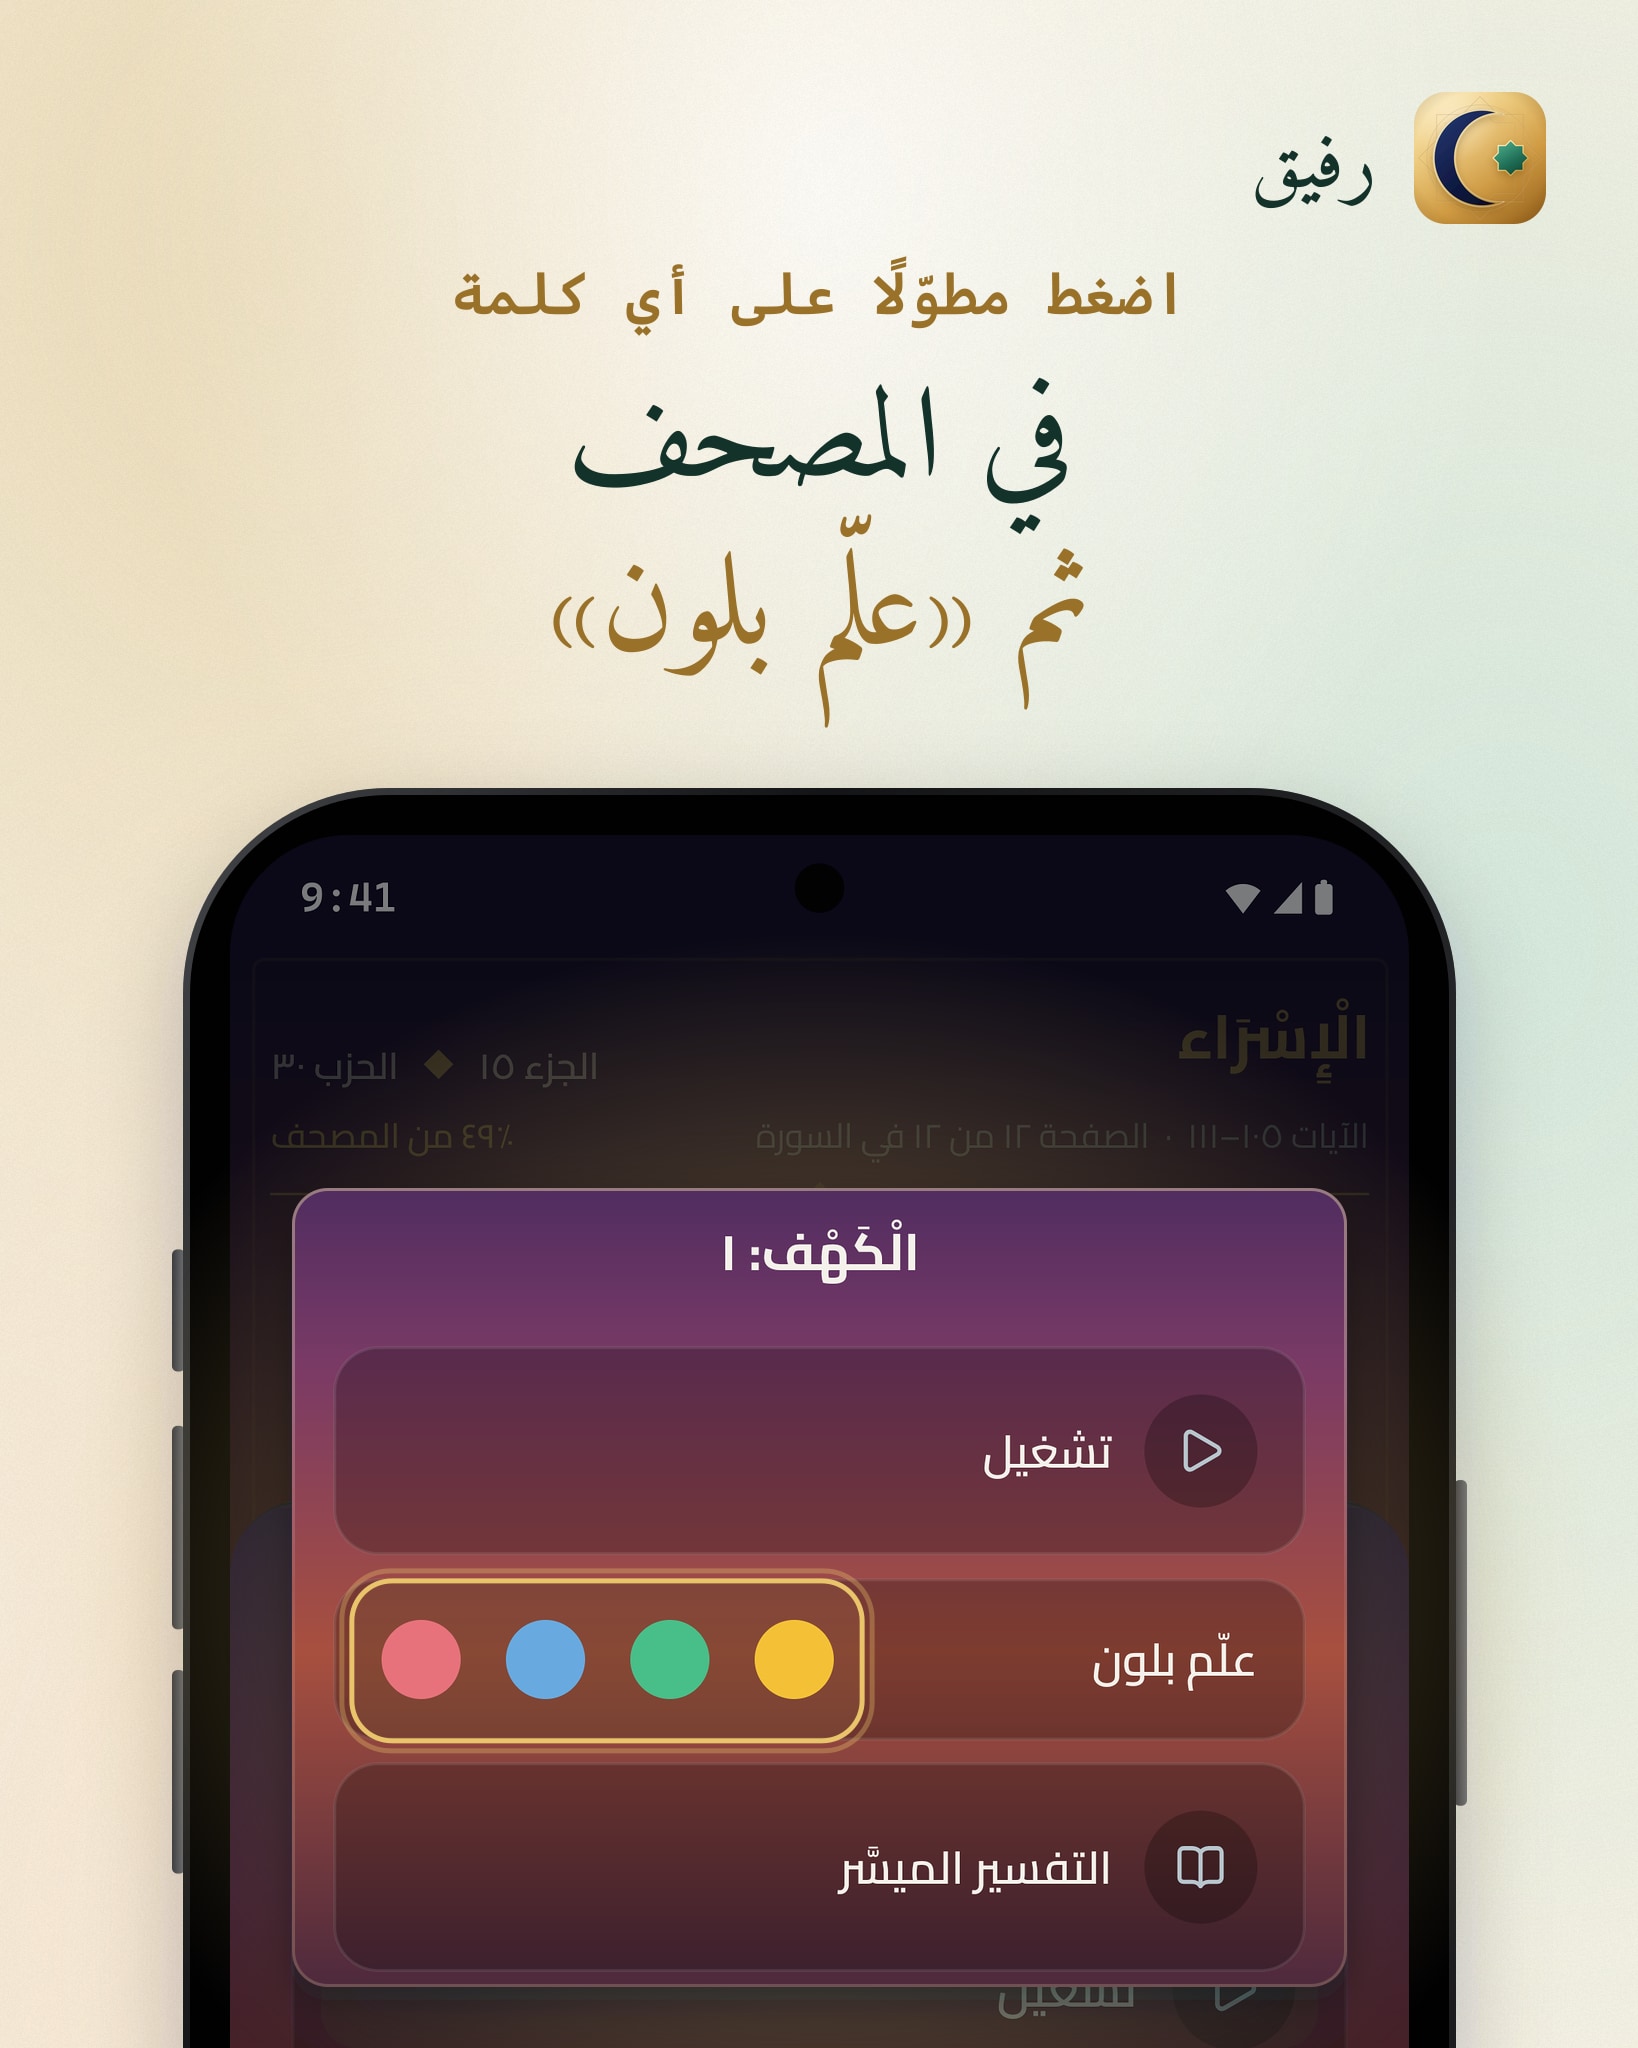 رفيق
اضغط مطوّلًا على أي كلمة
في المصحف
ثم ((علّم بلون))
9:41
الْإِسْرَاء
الجزء ١٥ ◆ الحزب ٣٠
الآيات ١٠٥–١١١ · الصفحة ١٢ من ١٢ في السورة
٤٩٪ من المصحف
الْكَهْف: ١
تشغيل
علّم بلون
التفسير الميسَّر
تشغيل